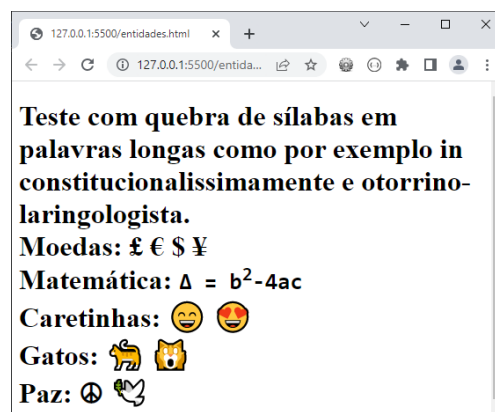 127.0.0.1:5500/entidades.html
127.0.0.1:5500/entida...
Teste com quebra de sílabas em
palavras longas como por exemplo in
constitucionalissimamente e otorrino-
laringologista.
Moedas: £ € $ ¥
Matemática: Δ = b²-4ac
Caretinhas: 😄 😍
Gatos: 🐈 🙀
Paz: ☮ 🕊